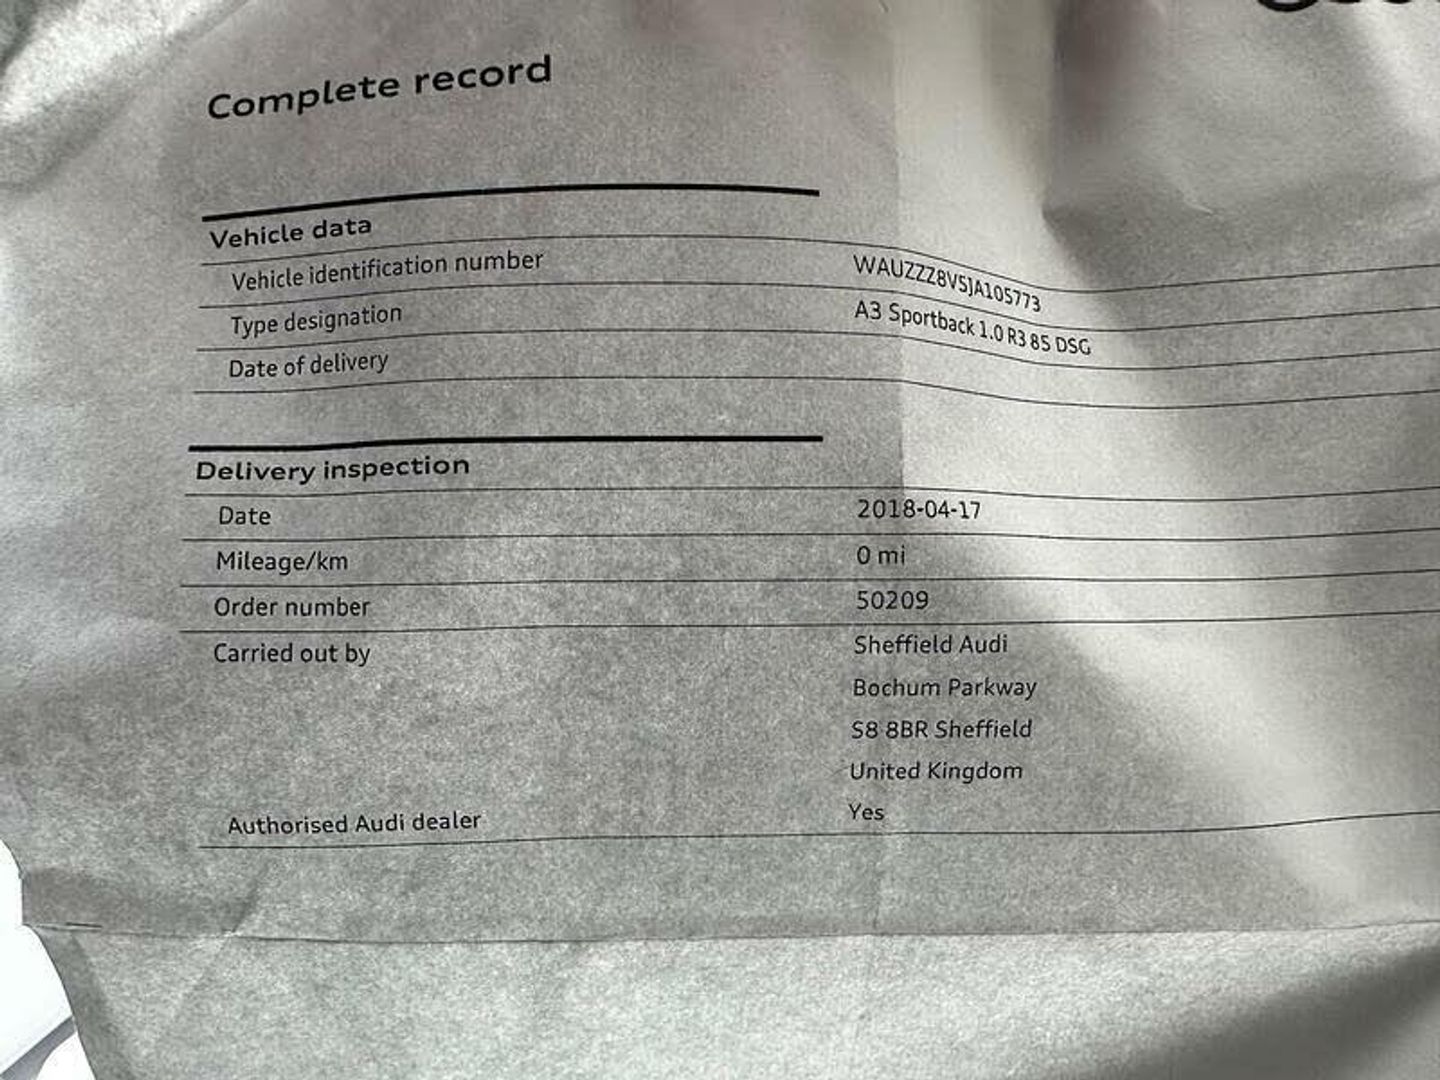 Complete record
Vehicle data
Vehicle identification number WAUZZZ8V5JA105773
Type designation A3 Sportback 1.0 R3 85 DSG
Date of delivery
Delivery inspection
Date 2018-04-17
Mileage/km 0 mi
Order number 50209
Carried out by Sheffield Audi
Bochum Parkway
S8 8BR Sheffield
United Kingdom
Authorised Audi dealer Yes